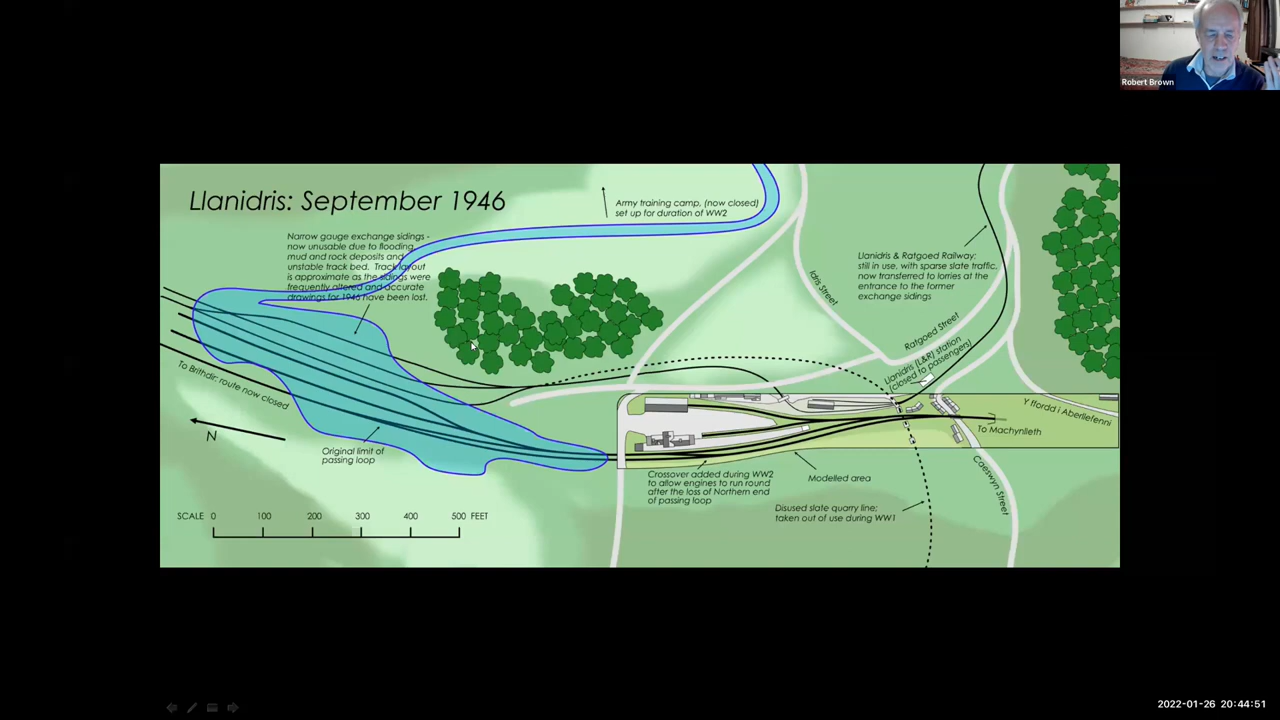 Robert Brown
Llanidris: September 1946
Army training camp, (now closed)
set up for duration of WW2
Narrow gauge exchange sidings -
now unusable due to flooding,
mud and rock deposits and
unstable track bed. Track layout
is approximate as the sidings were
frequently altered and accurate
drawings for 1946 have been lost.
Llanidris & Ratgoed Railway:
still in use, with sparse slate traffic,
now transferred to lorries at the
entrance to the former
exchange sidings
Idris Street
Ratgoed Street
Llanidris (L&R) station
(closed to passengers)
To Brithdir: route now closed
Y ffordd i Aberllefenni
To Machynlleth
N
Original limit of
passing loop
Crossover added during WW2
to allow engines to run round
after the loss of Northern end
of passing loop
Modelled area
Caeswyn Street
Disused slate quarry line;
taken out of use during WW1
SCALE 0 100 200 300 400 500 FEET
2022-01-26 20:44:51